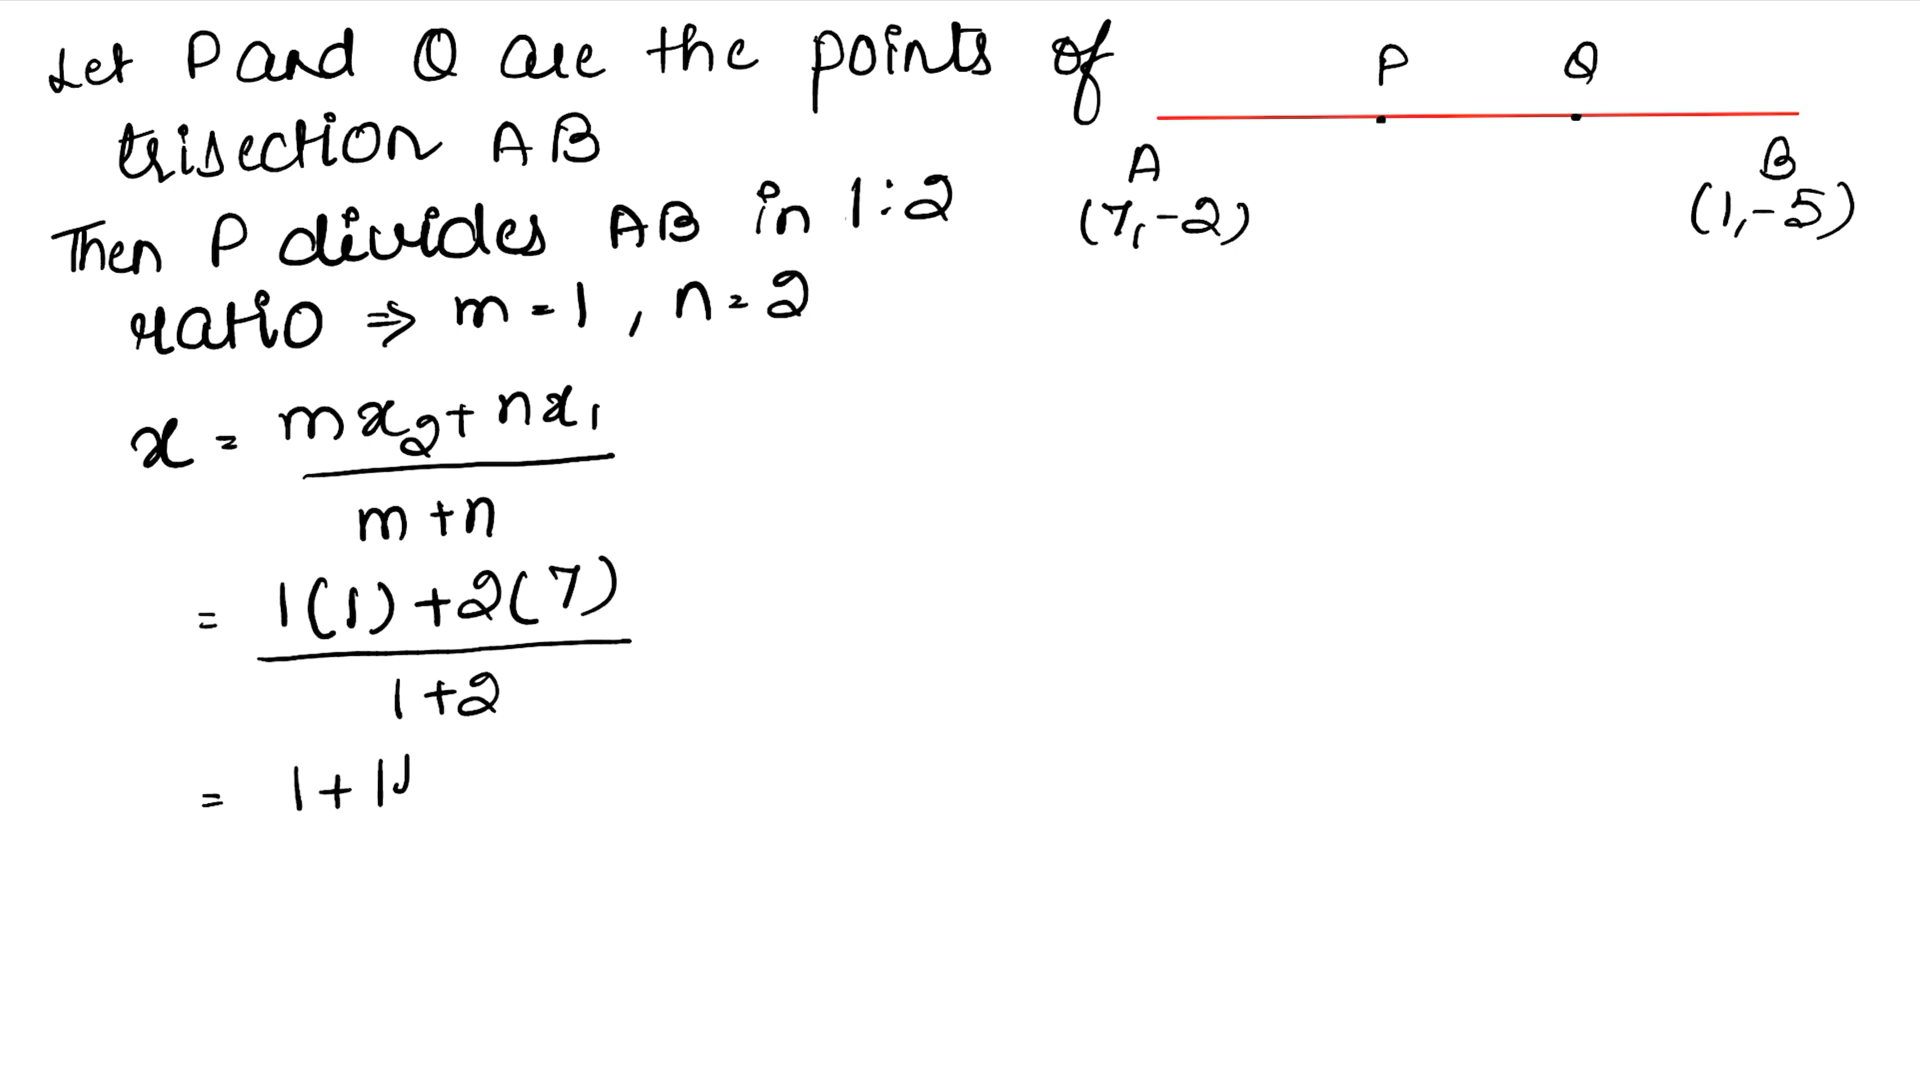 Let P and Q are the points of
trisection AB
Then P divides AB in 1:2
ratio ⇒ m = 1, n = 2
x = mx₂ + nx₁
m + n
= 1(1) + 2(7)
1 + 2
= 1 + 1
P Q
A B
(7, -2) (1, -5)